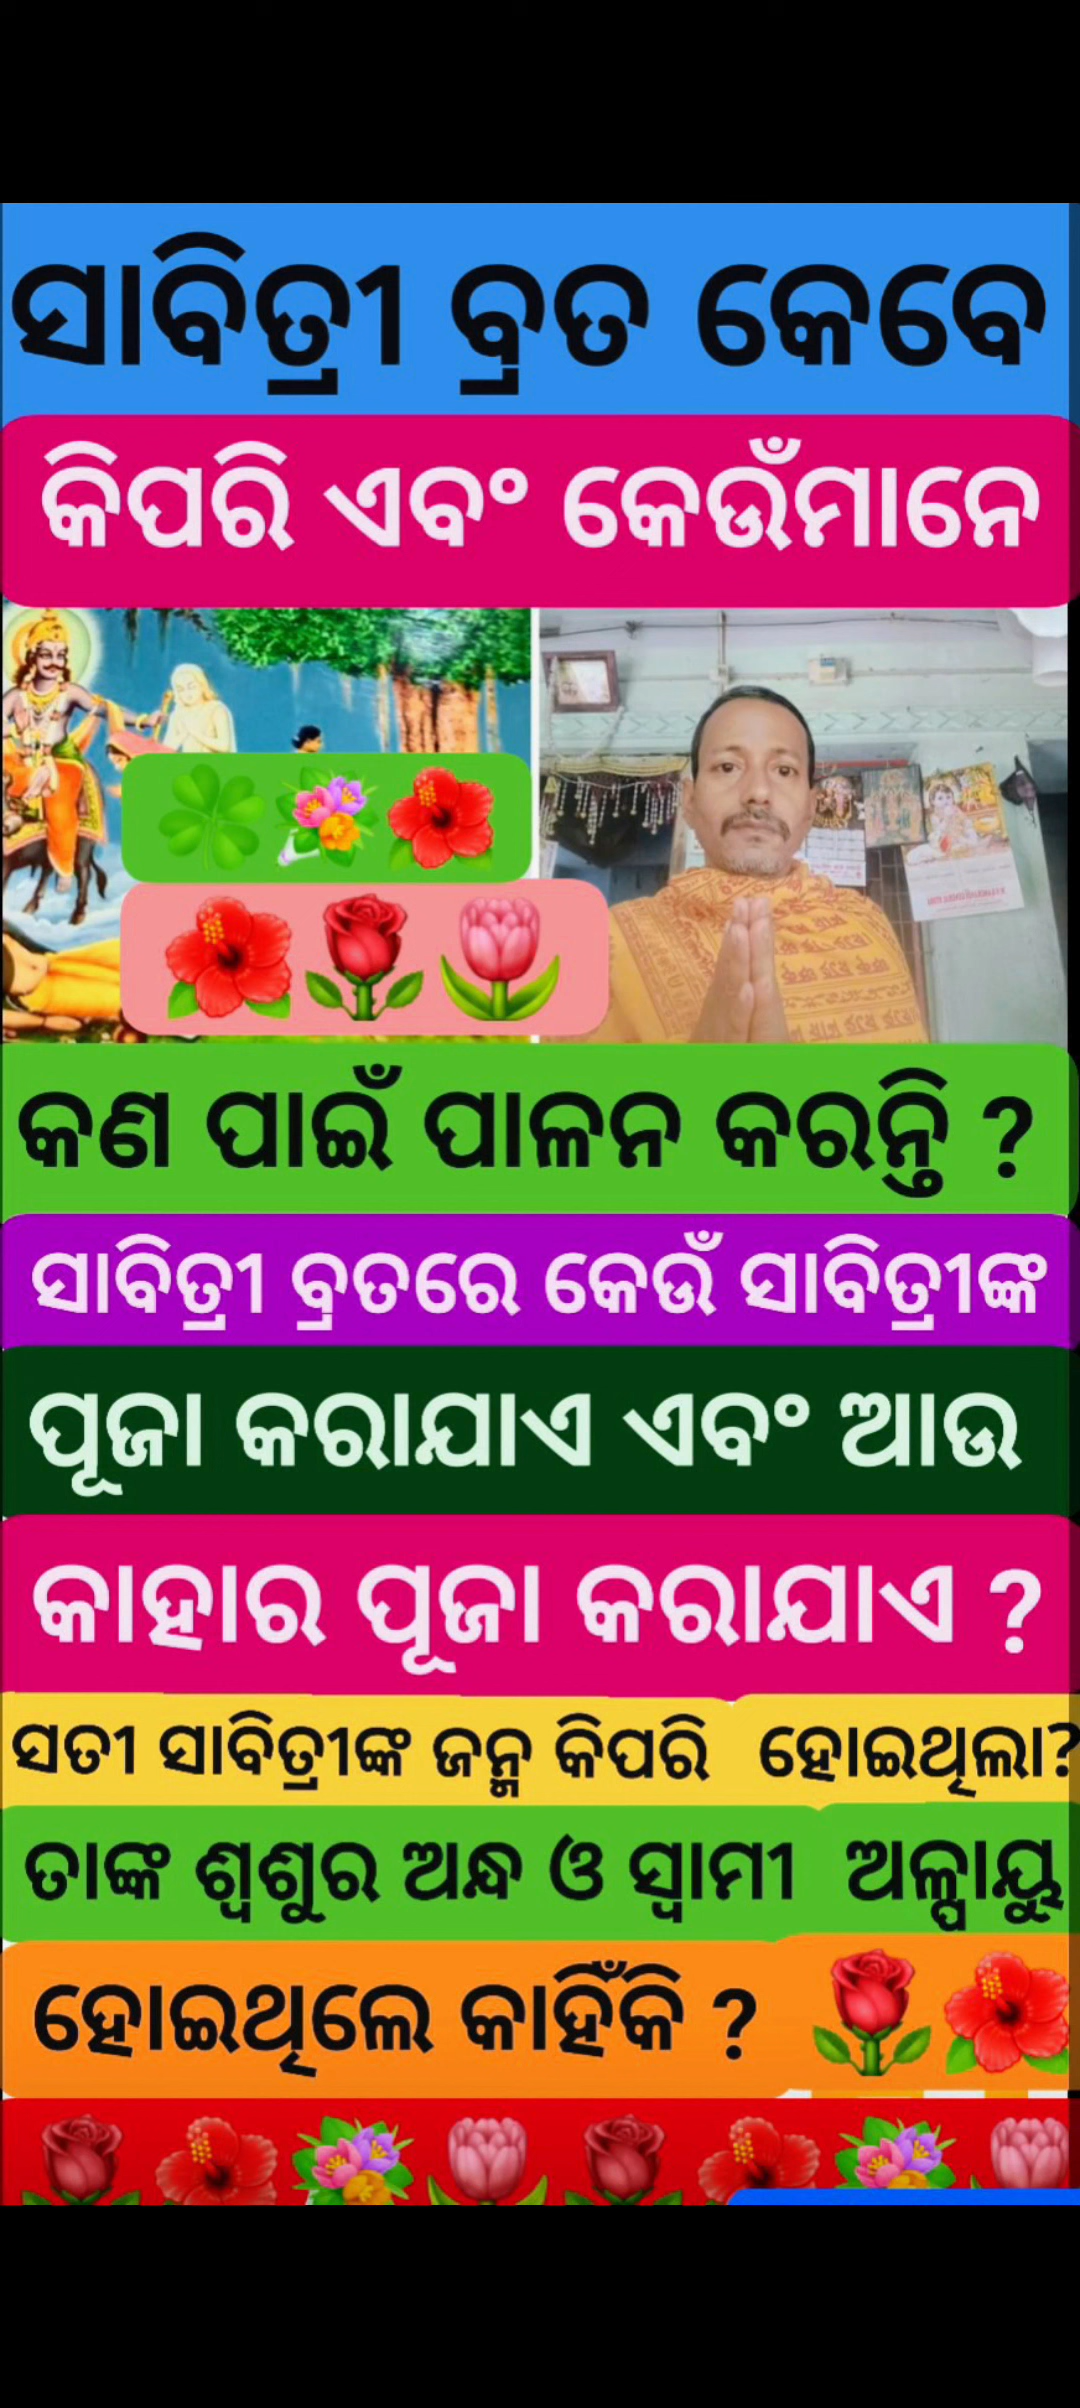 ସାବିତ୍ରୀ ବ୍ରତ କେବେ
କିପରି ଏବଂ କେଉଁମାନେ
କଣ ପାଇଁ ପାଳନ କରନ୍ତି ?
ସାବିତ୍ରୀ ବ୍ରତରେ କେଉଁ ସାବିତ୍ରୀଙ୍କ
ପୂଜା କରାଯାଏ ଏବଂ ଆଉ
କାହାର ପୂଜା କରାଯାଏ ?
ସତୀ ସାବିତ୍ରୀଙ୍କ ଜନ୍ମ କିପରି ହୋଇଥିଲା?
ତାଙ୍କ ଶ୍ୱଶୁର ଅନ୍ଧ ଓ ସ୍ୱାମୀ ଅଳ୍ପାୟୁ
ହୋଇଥିଲେ କାହିଁକି ?